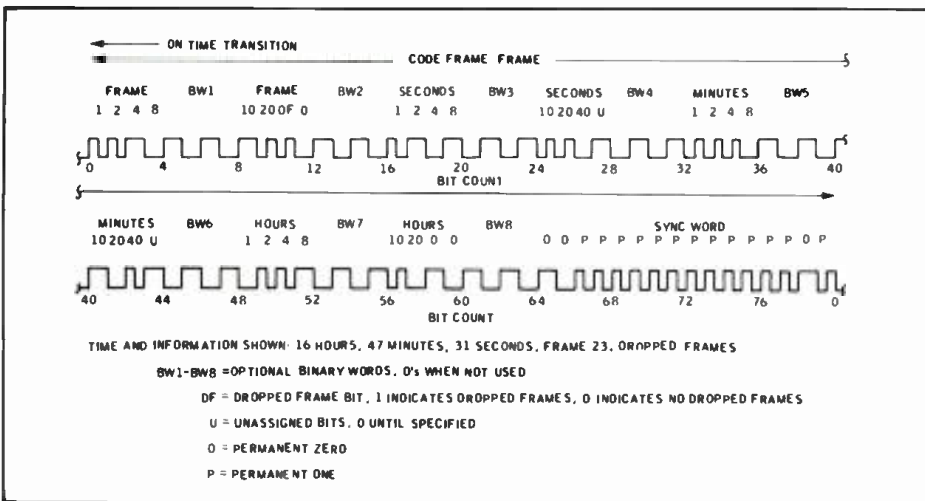 ON TIME TRANSITION
CODE FRAME FRAME
FRAME BW1 FRAME BW2 SECONDS BW3 SECONDS BW4 MINUTES BW5
1 2 4 8 10 20 0F 0 1 2 4 8 10 20 40 U 1 2 4 8
0 4 8 12 16 20 24 28 32 36 40
BIT COUNT
MINUTES BW6 HOURS BW7 HOURS BW8 SYNC WORD
10 20 40 U 1 2 4 8 10 20 0 0 O O P P P P P P P P P P P P O P
40 44 48 52 56 60 64 68 72 76 0
BIT COUNT
TIME AND INFORMATION SHOWN: 16 HOURS, 47 MINUTES, 31 SECONDS, FRAME 23, DROPPED FRAMES
BW1-BW8 = OPTIONAL BINARY WORDS, 0's WHEN NOT USED
DF = DROPPED FRAME BIT, 1 INDICATES DROPPED FRAMES, 0 INDICATES NO DROPPED FRAMES
U = UNASSIGNED BITS, 0 UNTIL SPECIFIED
O = PERMANENT ZERO
P = PERMANENT ONE